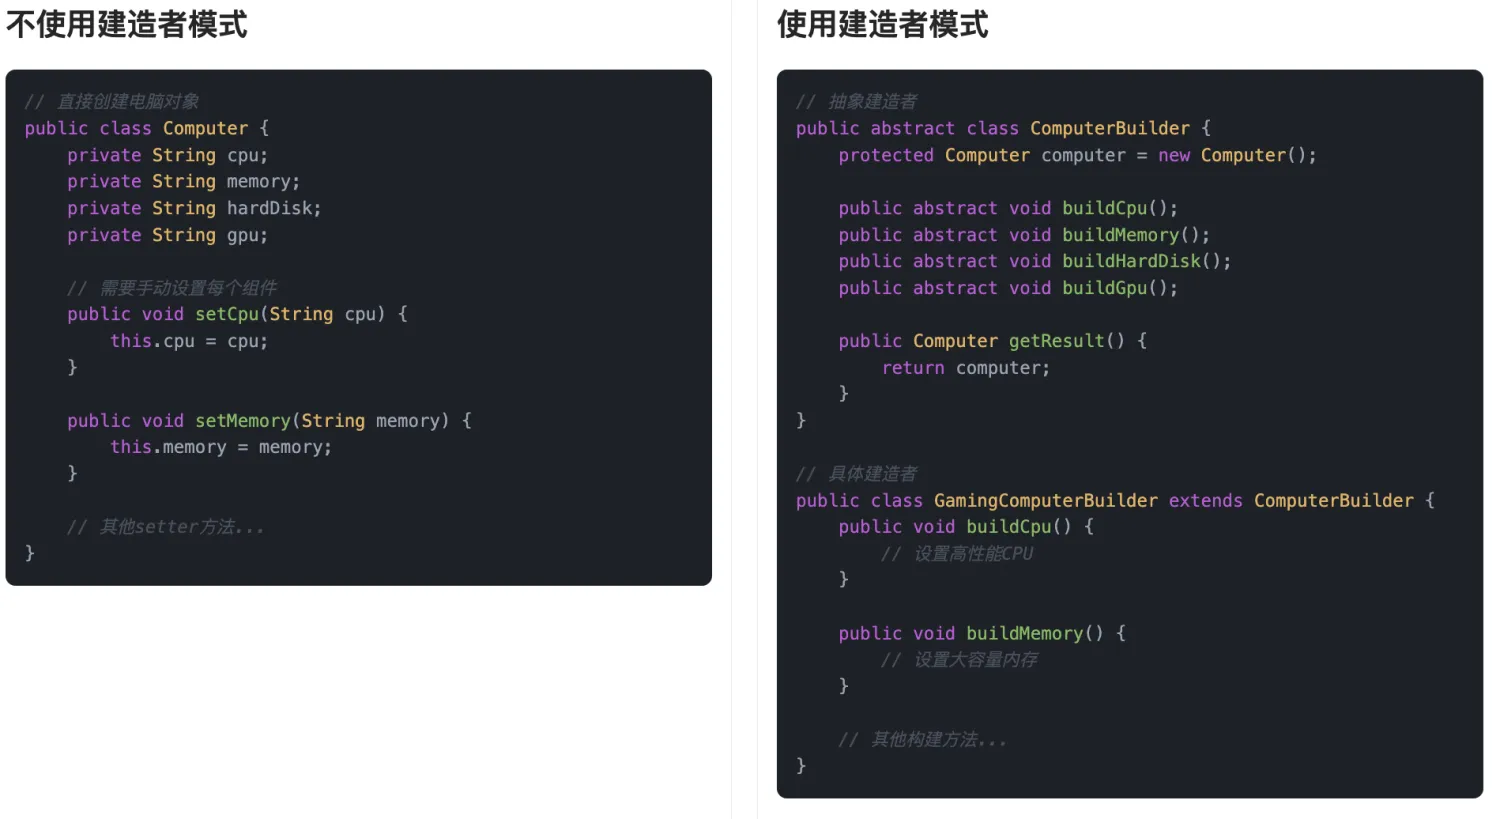 不使用建造者模式
// 直接创建电脑对象
public class Computer {
    private String cpu;
    private String memory;
    private String hardDisk;
    private String gpu;
    // 需要手动设置每个组件
    public void setCpu(String cpu) {
        this.cpu = cpu;
    }
    public void setMemory(String memory) {
        this.memory = memory;
    }
    // 其他setter方法...
}
使用建造者模式
// 抽象建造者
public abstract class ComputerBuilder {
    protected Computer computer = new Computer();
    public abstract void buildCpu();
    public abstract void buildMemory();
    public abstract void buildHardDisk();
    public abstract void buildGpu();
    public Computer getResult() {
        return computer;
    }
}
// 具体建造者
public class GamingComputerBuilder extends ComputerBuilder {
    public void buildCpu() {
        // 设置高性能CPU
    }
    public void buildMemory() {
        // 设置大容量内存
    }
    // 其他构建方法...
}